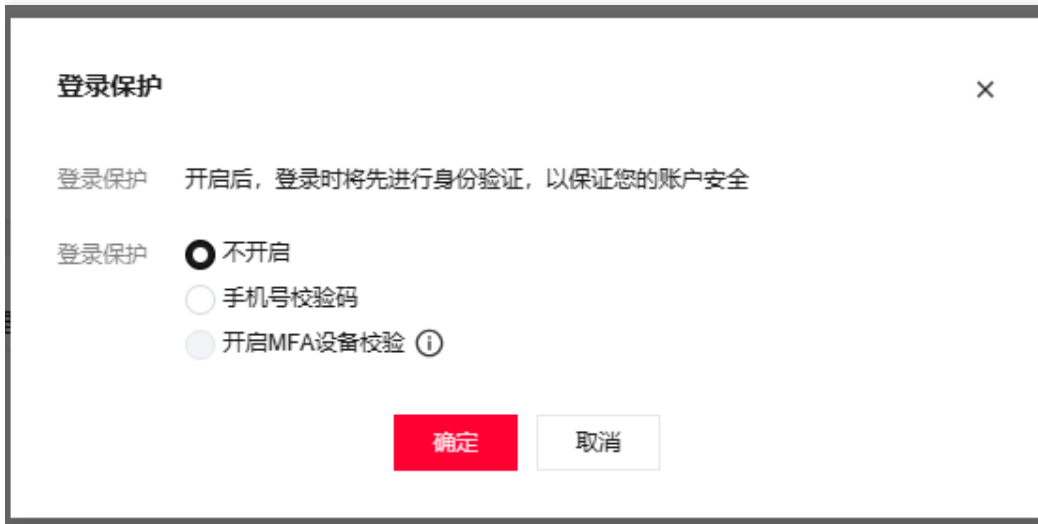 登录保护
登录保护 开启后，登录时将先进行身份验证，以保证您的账户安全
登录保护 不开启
手机号校验码
开启MFA设备校验
确定 取消